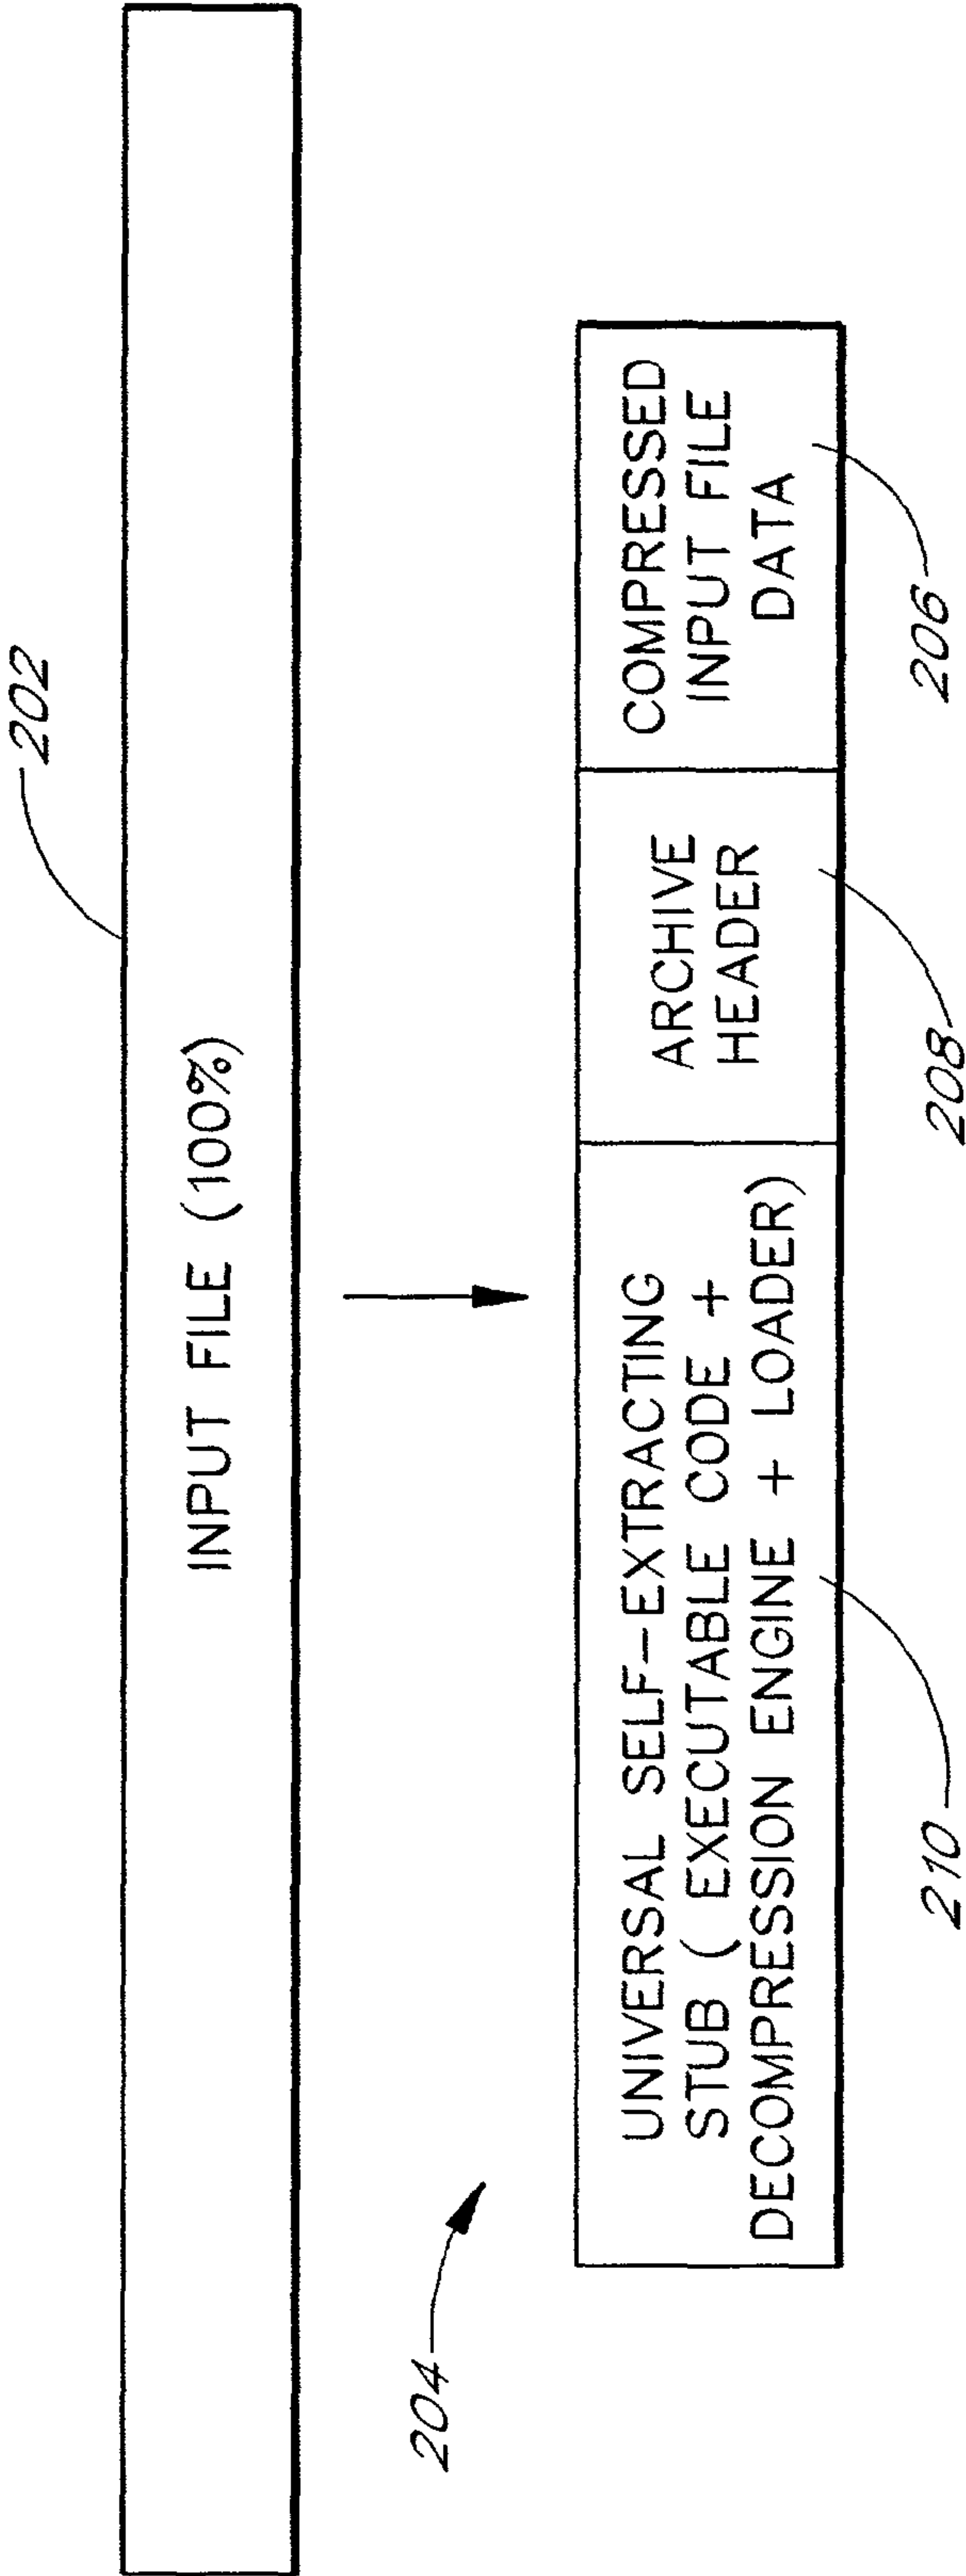 202
INPUT FILE (100%)
204
UNIVERSAL SELF-EXTRACTING
STUB ( EXECUTABLE CODE +
DECOMPRESSION ENGINE + LOADER)
ARCHIVE
HEADER
COMPRESSED
INPUT FILE
DATA
210
208
206